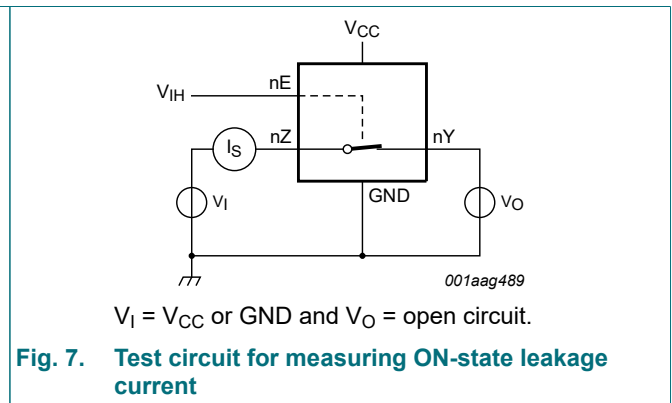 VCC
nE
VIH
IS
nZ
nY
GND
VI
VO
001aag489
VI = VCC or GND and VO = open circuit.
Fig. 7. Test circuit for measuring ON-state leakage
current